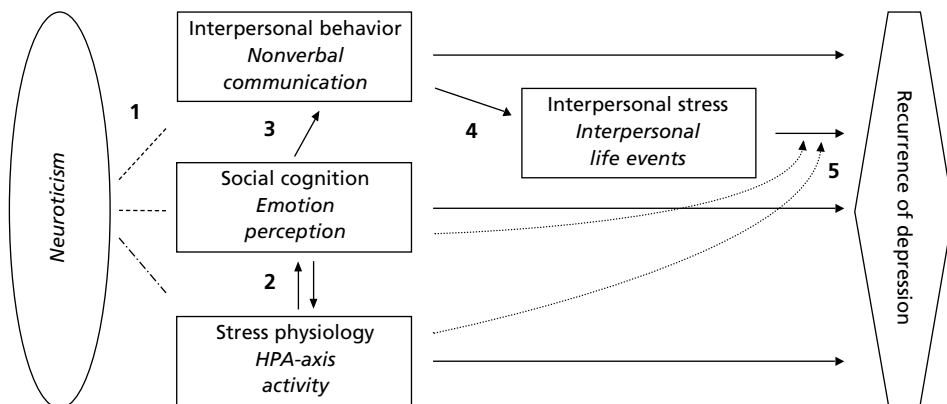 Interpersonal behavior
Nonverbal
communication
1
3
4
Interpersonal stress
Interpersonal
life events
5
Neuroticism
Social cognition
Emotion
perception
2
Stress physiology
HPA-axis
activity
Recurrence of depression